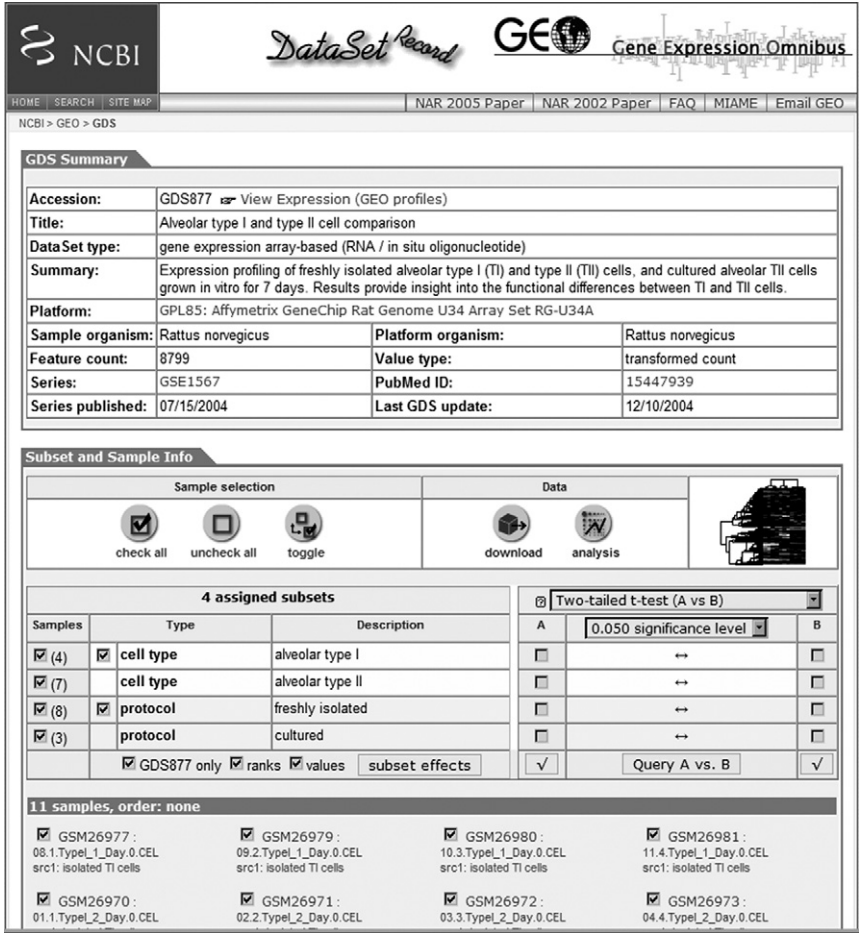 NCBI
DataSet Record
GEO
Gene Expression Omnibus
HOME SEARCH SITE MAP
NAR 2005 Paper NAR 2002 Paper FAQ MIAME Email GEO
NCBI > GEO > GDS
GDS Summary
Accession: GDS877 View Expression (GEO profiles)
Title: Alveolar type I and type II cell comparison
DataSet type: gene expression array-based (RNA / in situ oligonucleotide)
Summary: Expression profiling of freshly isolated alveolar type I (TI) and type II (TII) cells, and cultured alveolar TII cells
grown in vitro for 7 days. Results provide insight into the functional differences between TI and TII cells.
Platform: GPL85: Affymetrix GeneChip Rat Genome U34 Array Set RG-U34A
Sample organism: Rattus norvegicus Platform organism: Rattus norvegicus
Feature count: 8799 Value type: transformed count
Series: GSE1567 PubMed ID: 15447939
Series published: 07/15/2004 Last GDS update: 12/10/2004
Subset and Sample Info
Sample selection Data
check all uncheck all toggle download analysis
4 assigned subsets ? Two-tailed t-test (A vs B)
Samples Type Description A 0.050 significance level B
(4) cell type alveolar type I ↔
(7) cell type alveolar type II ↔
(8) protocol freshly isolated ↔
(3) protocol cultured ↔
GDS877 only ranks values subset effects √ Query A vs. B √
11 samples, order: none
GSM26977 : GSM26979 : GSM26980 : GSM26981 :
08.1.TypeI_1_Day.0.CEL 09.2.TypeI_1_Day.0.CEL 10.3.TypeI_1_Day.0.CEL 11.4.TypeI_1_Day.0.CEL
src1: isolated TI cells src1: isolated TI cells src1: isolated TI cells src1: isolated TI cells
GSM26970 : GSM26971 : GSM26972 : GSM26973 :
01.1.TypeI_2_Day.0.CEL 02.2.TypeI_2_Day.0.CEL 03.3.TypeI_2_Day.0.CEL 04.4.TypeI_2_Day.0.CEL